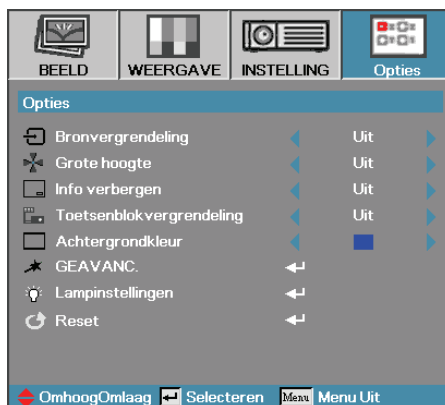 BEELD WEERGAVE INSTELLING Opties
Opties
Bronvergrendeling Uit
Grote hoogte Uit
Info verbergen Uit
Toetsenblokvergrendeling Uit
Achtergrondkleur
GEAVANC.
Lampinstellingen
Reset
OmhoogOmlaag Selecteren Menu Menu Uit